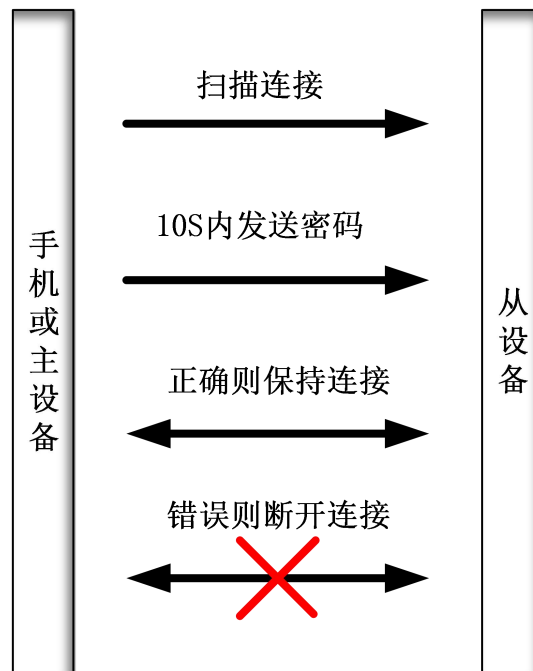 扫描连接
10S内发送密码
手机或主设备
从设备
正确则保持连接
错误则断开连接